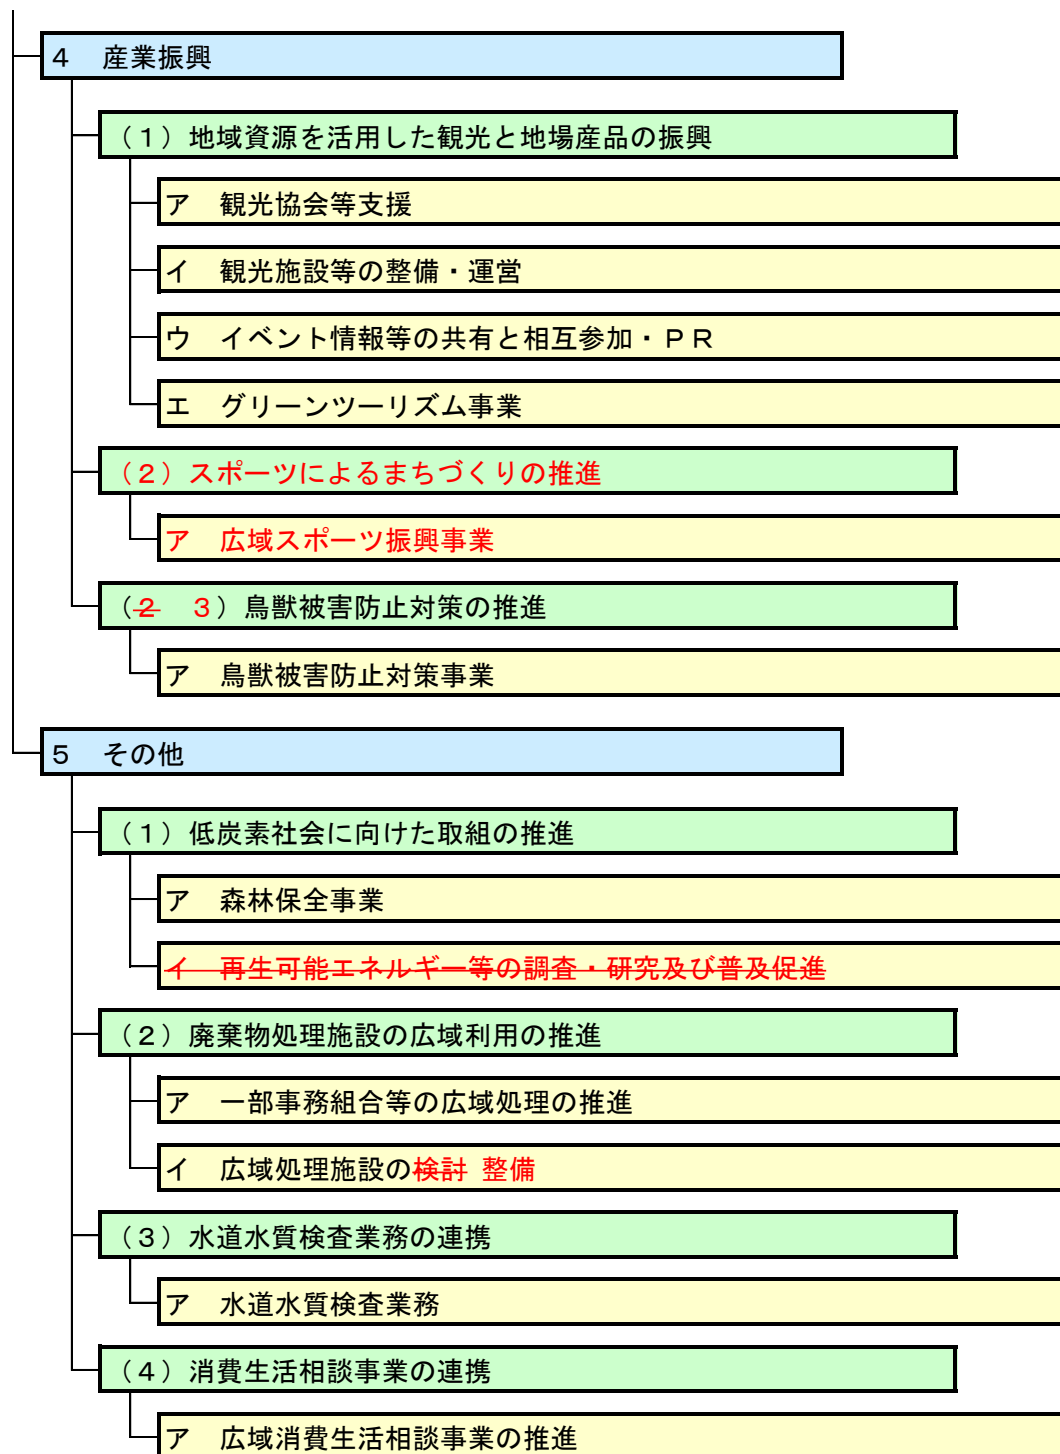 4　産業振興
（1）地域資源を活用した観光と地場産品の振興
ア　観光協会等支援
イ　観光施設等の整備・運営
ウ　イベント情報等の共有と相互参加・ＰＲ
エ　グリーンツーリズム事業
（2）スポーツによるまちづくりの推進
ア　広域スポーツ振興事業
（2　3）鳥獣被害防止対策の推進
ア　鳥獣被害防止対策事業
5　その他
（1）低炭素社会に向けた取組の推進
ア　森林保全事業
イ　再生可能エネルギー等の調査・研究及び普及促進
（2）廃棄物処理施設の広域利用の推進
ア　一部事務組合等の広域処理の推進
イ　広域処理施設の検討 整備
（3）水道水質検査業務の連携
ア　水道水質検査業務
（4）消費生活相談事業の連携
ア　広域消費生活相談事業の推進